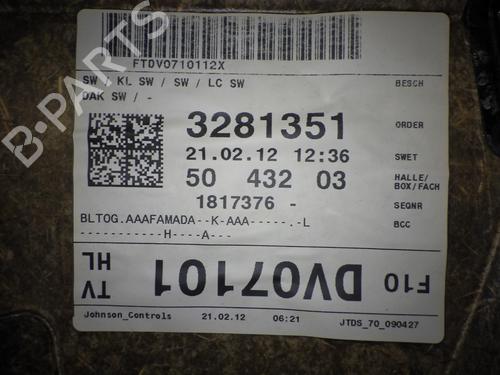 B-PARTS
FTDV0710112X
SW / KL SW / SW / LC SW BESCH
DAK SW / -
3281351 ORDER
21.02.12 12:36 SWET
50 432 03 HALLE/
BOX/FACH
1817376 - SEQNR
BLTOG.AAAFAMADA--K-AAA-----.-L BCC
-----------H----A---
TV HL DV07101 F10
Johnson_Controls 21.02.12 06:21 JTDS_70_090427